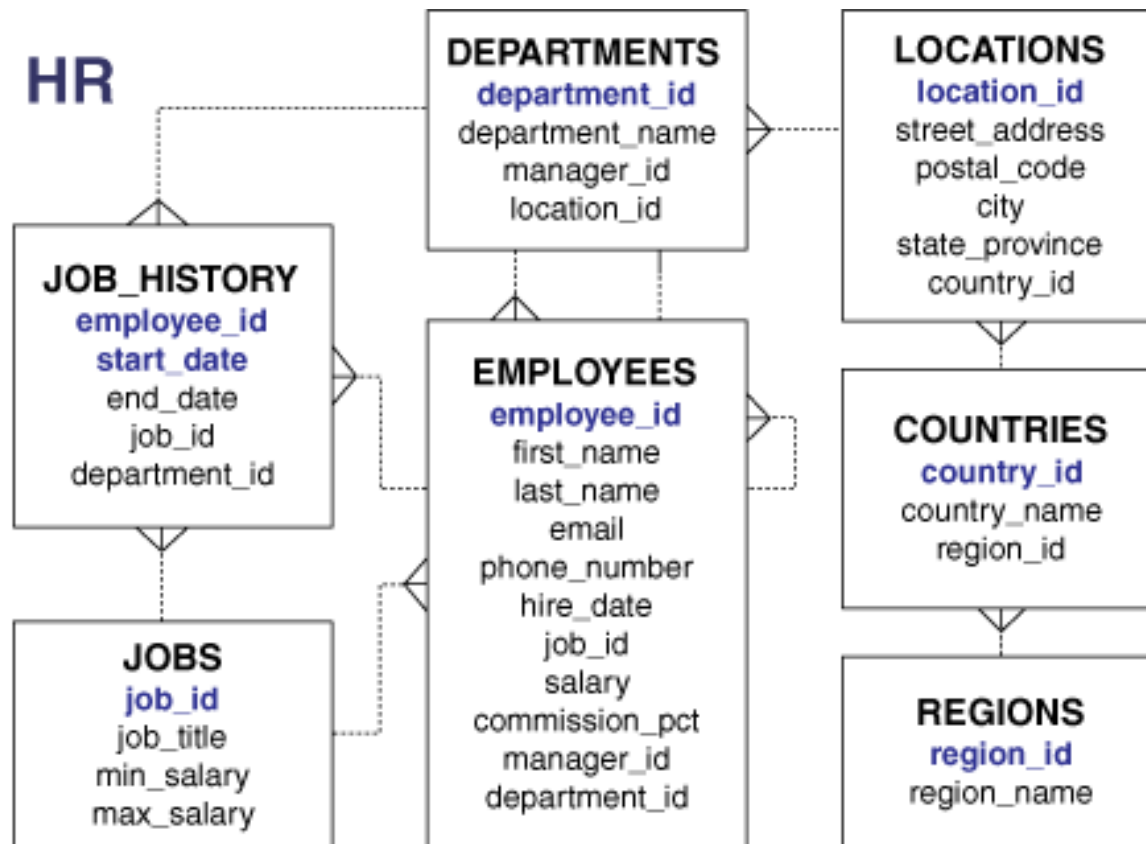 HR
DEPARTMENTS
department_id
department_name
manager_id
location_id
LOCATIONS
location_id
street_address
postal_code
city
state_province
country_id
JOB_HISTORY
employee_id
start_date
end_date
job_id
department_id
EMPLOYEES
employee_id
first_name
last_name
email
phone_number
hire_date
job_id
salary
commission_pct
manager_id
department_id
COUNTRIES
country_id
country_name
region_id
JOBS
job_id
job_title
min_salary
max_salary
REGIONS
region_id
region_name